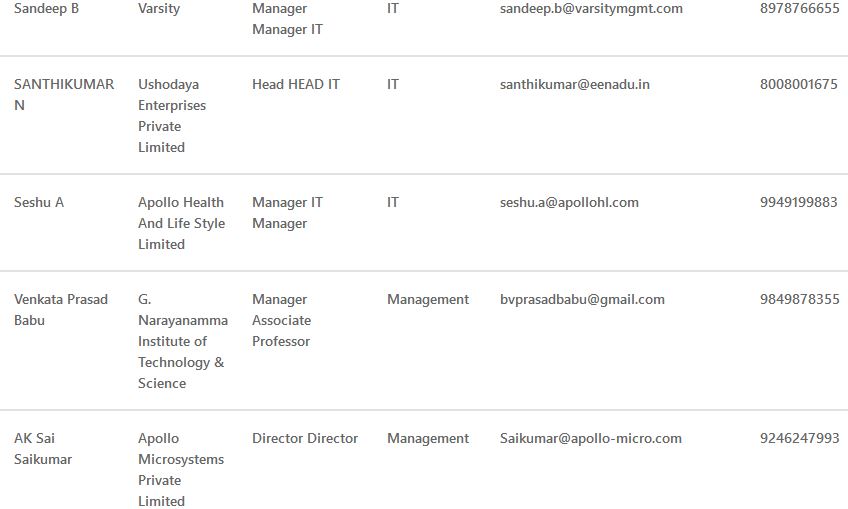 Sandeep B Varsity Manager IT sandeep.b@varsitymgmt.com 8978766655
Manager IT
SANTHIKUMAR Ushodaya Head HEAD IT IT santhikumar@eenadu.in 8008001675
N Enterprises
Private
Limited
Seshu A Apollo Health Manager IT IT seshu.a@apollohl.com 9949199883
And Life Style Manager
Limited
Venkata Prasad G. Manager Management bvprasadbabu@gmail.com 9849878355
Babu Narayanamma Associate
Institute of Professor
Technology &
Science
AK Sai Apollo Director Director Management Saikumar@apollo-micro.com 9246247993
Saikumar Microsystems
Private
Limited